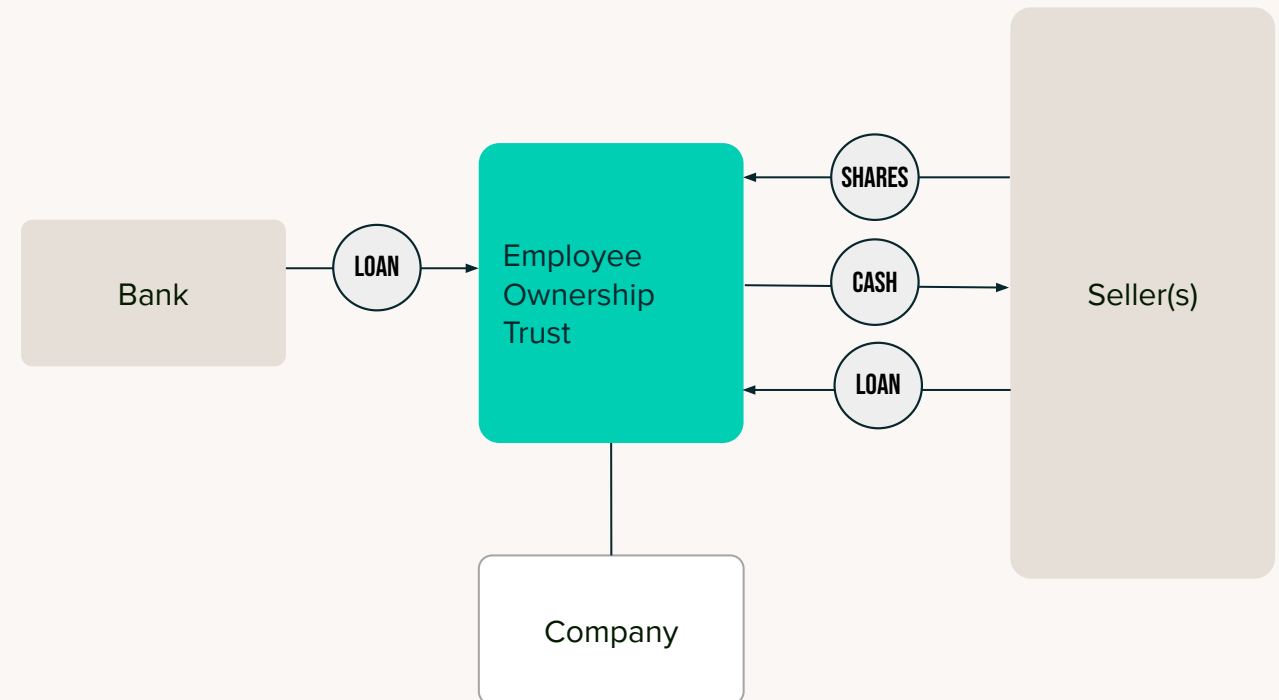 SHARES
Bank
LOAN
Employee
Ownership
Trust
CASH
Seller(s)
LOAN
Company